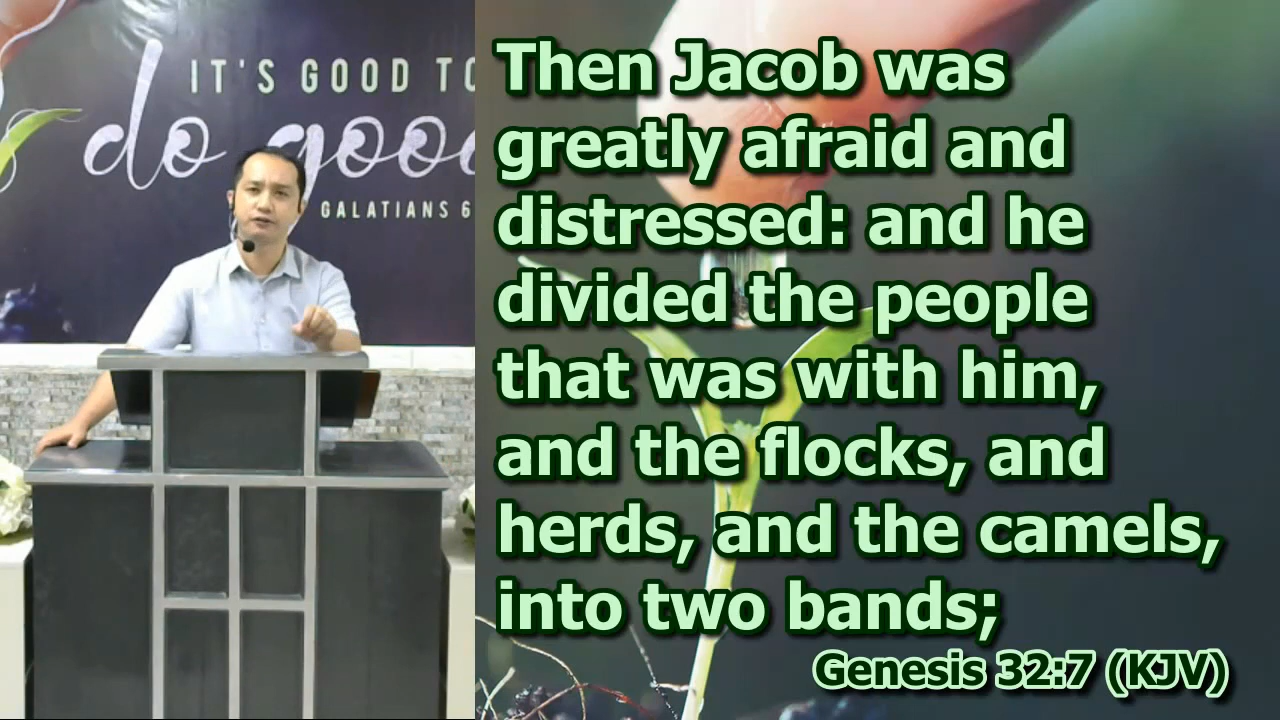 IT'S GOOD TO
do good
GALATIANS 6
Then Jacob was
greatly afraid and
distressed: and he
divided the people
that was with him,
and the flocks, and
herds, and the camels,
into two bands;
Genesis 32:7 (KJV)